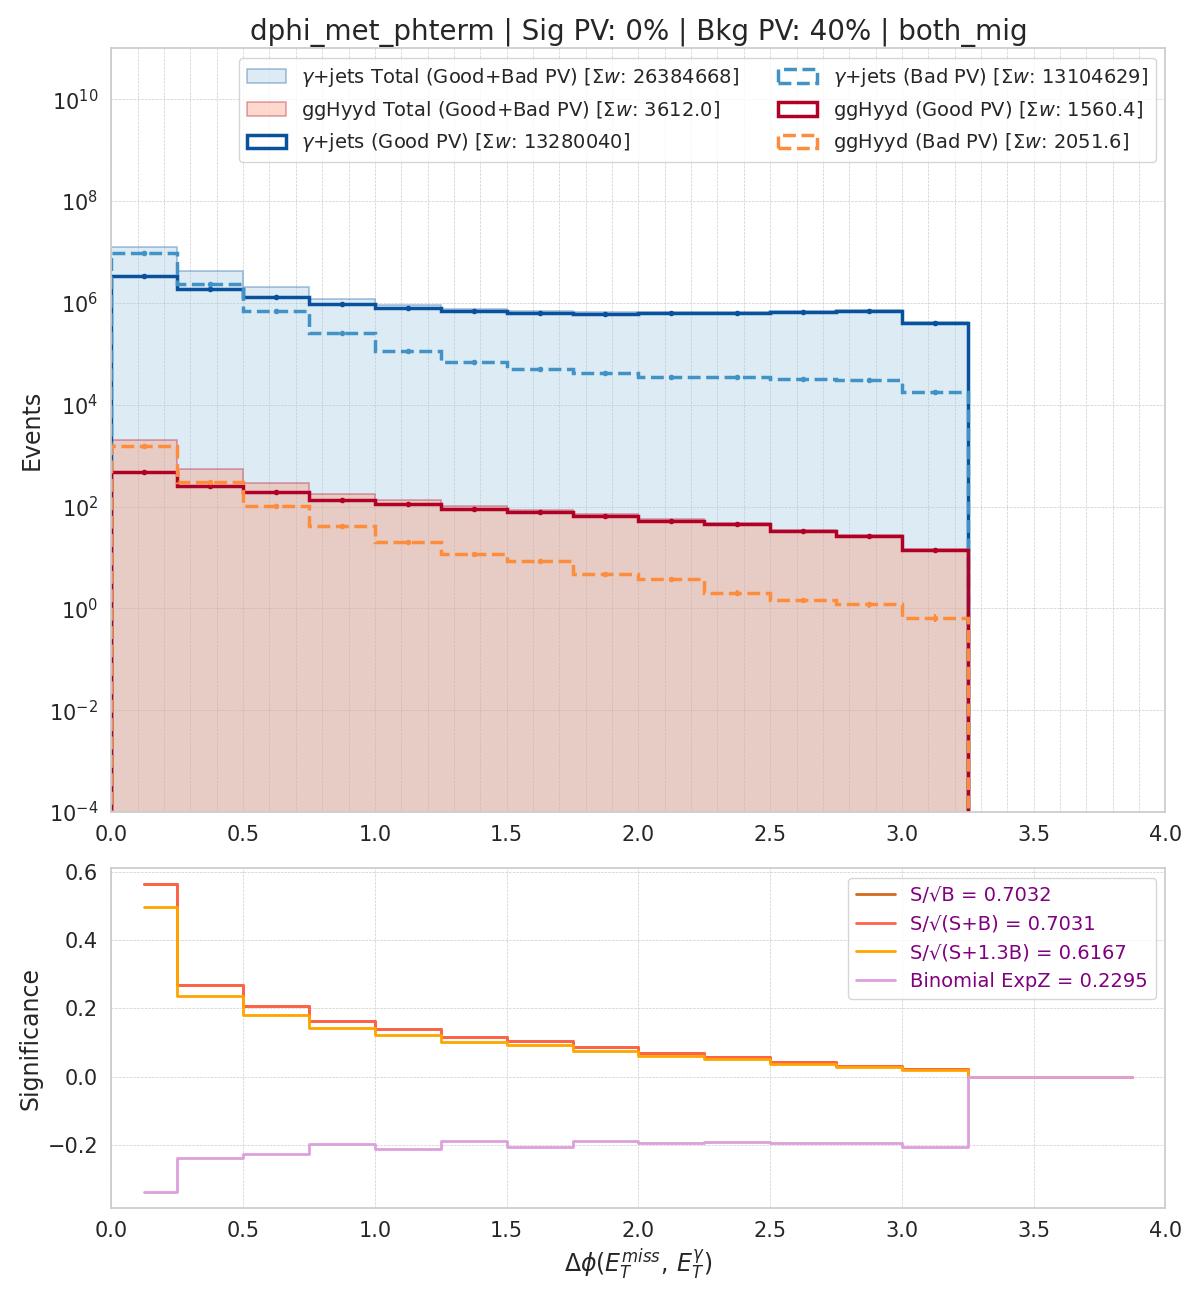 dphi_met_phterm | Sig PV: 0% | Bkg PV: 40% | both_mig
γ+jets Total (Good+Bad PV) [Σw: 26384668]
ggHyyd Total (Good+Bad PV) [Σw: 3612.0]
γ+jets (Good PV) [Σw: 13280040]
γ+jets (Bad PV) [Σw: 13104629]
ggHyyd (Good PV) [Σw: 1560.4]
ggHyyd (Bad PV) [Σw: 2051.6]
Events
10^10
10^8
10^6
10^4
10^2
10^0
10^−2
10^−4
0.0 0.5 1.0 1.5 2.0 2.5 3.0 3.5 4.0
S/√B = 0.7032
S/√(S+B) = 0.7031
S/√(S+1.3B) = 0.6167
Binomial ExpZ = 0.2295
Significance
0.6
0.4
0.2
0.0
−0.2
0.0 0.5 1.0 1.5 2.0 2.5 3.0 3.5 4.0
Δϕ(E_T^miss, E_T^γ)